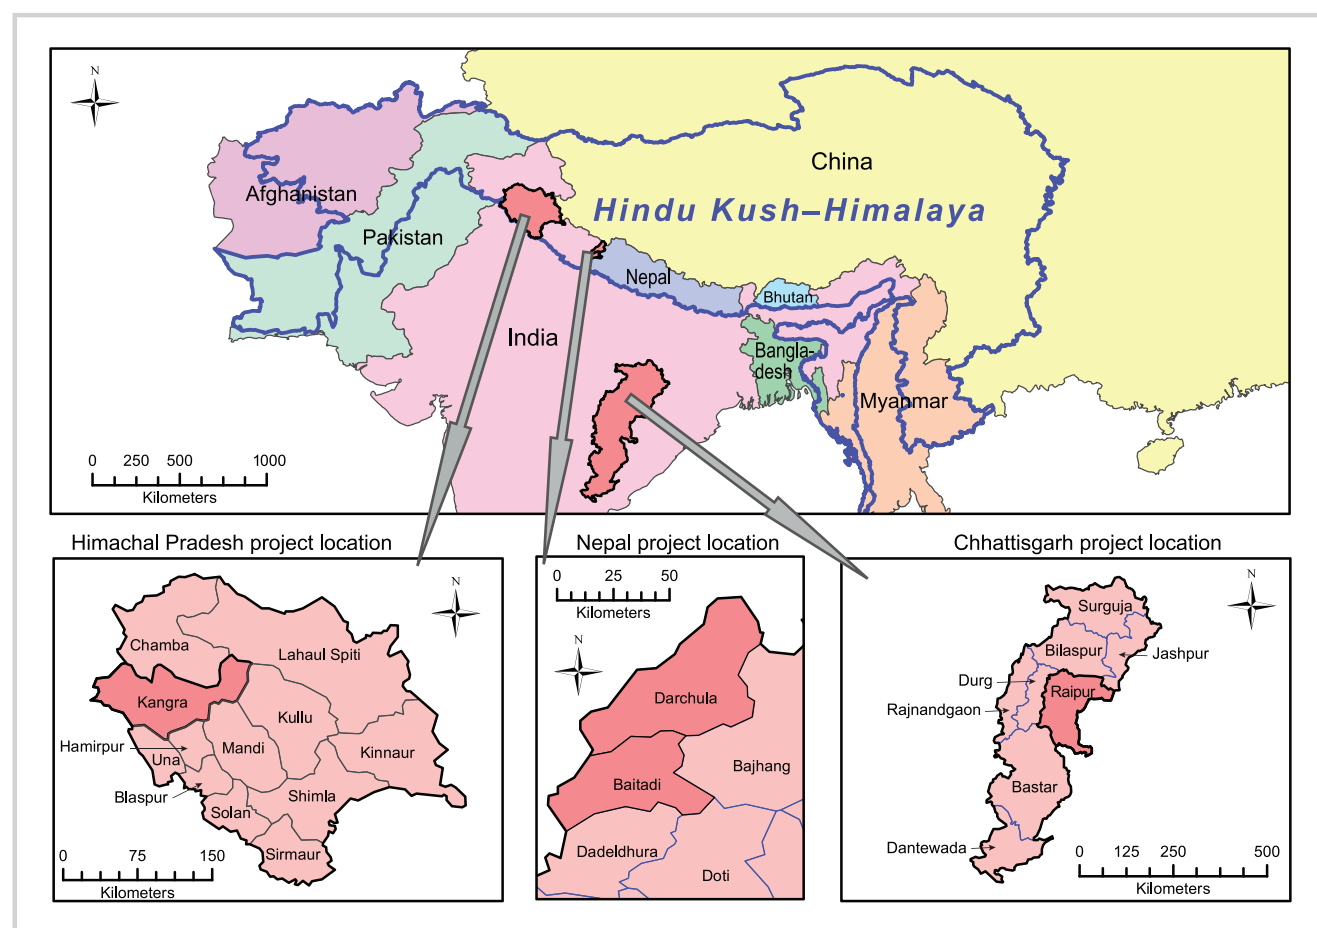 N
China
Hindu Kush–Himalaya
Afghanistan
Pakistan
Nepal
Bhutan
India
Bangla-
desh
Myanmar
0 250 500 1000
Kilometers
Himachal Pradesh project location
N
Chamba
Lahaul Spiti
Kangra
Kullu
Hamirpur
Mandi
Kinnaur
Una
Blaspur
Shimla
Solan
Sirmaur
0 75 150
Kilometers
Nepal project location
0 25 50
Kilometers
N
Darchula
Bajhang
Baitadi
Dadeldhura
Doti
Chhattisgarh project location
N
Surguja
Bilaspur
Jashpur
Durg
Raipur
Rajnandgaon
Bastar
Dantewada
0 125 250 500
Kilometers